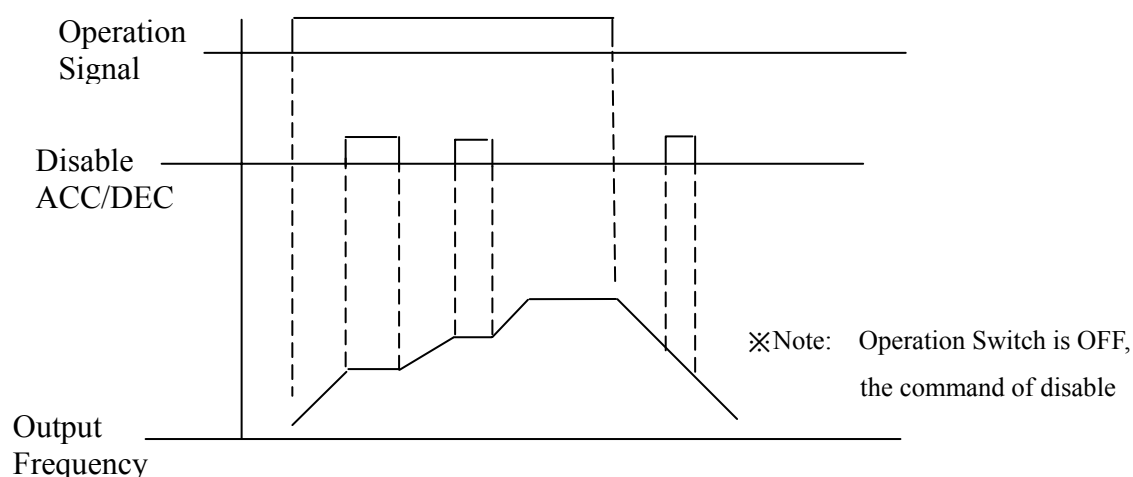 Operation
Signal
Disable
ACC/DEC
※Note: Operation Switch is OFF,
the command of disable
Output
Frequency